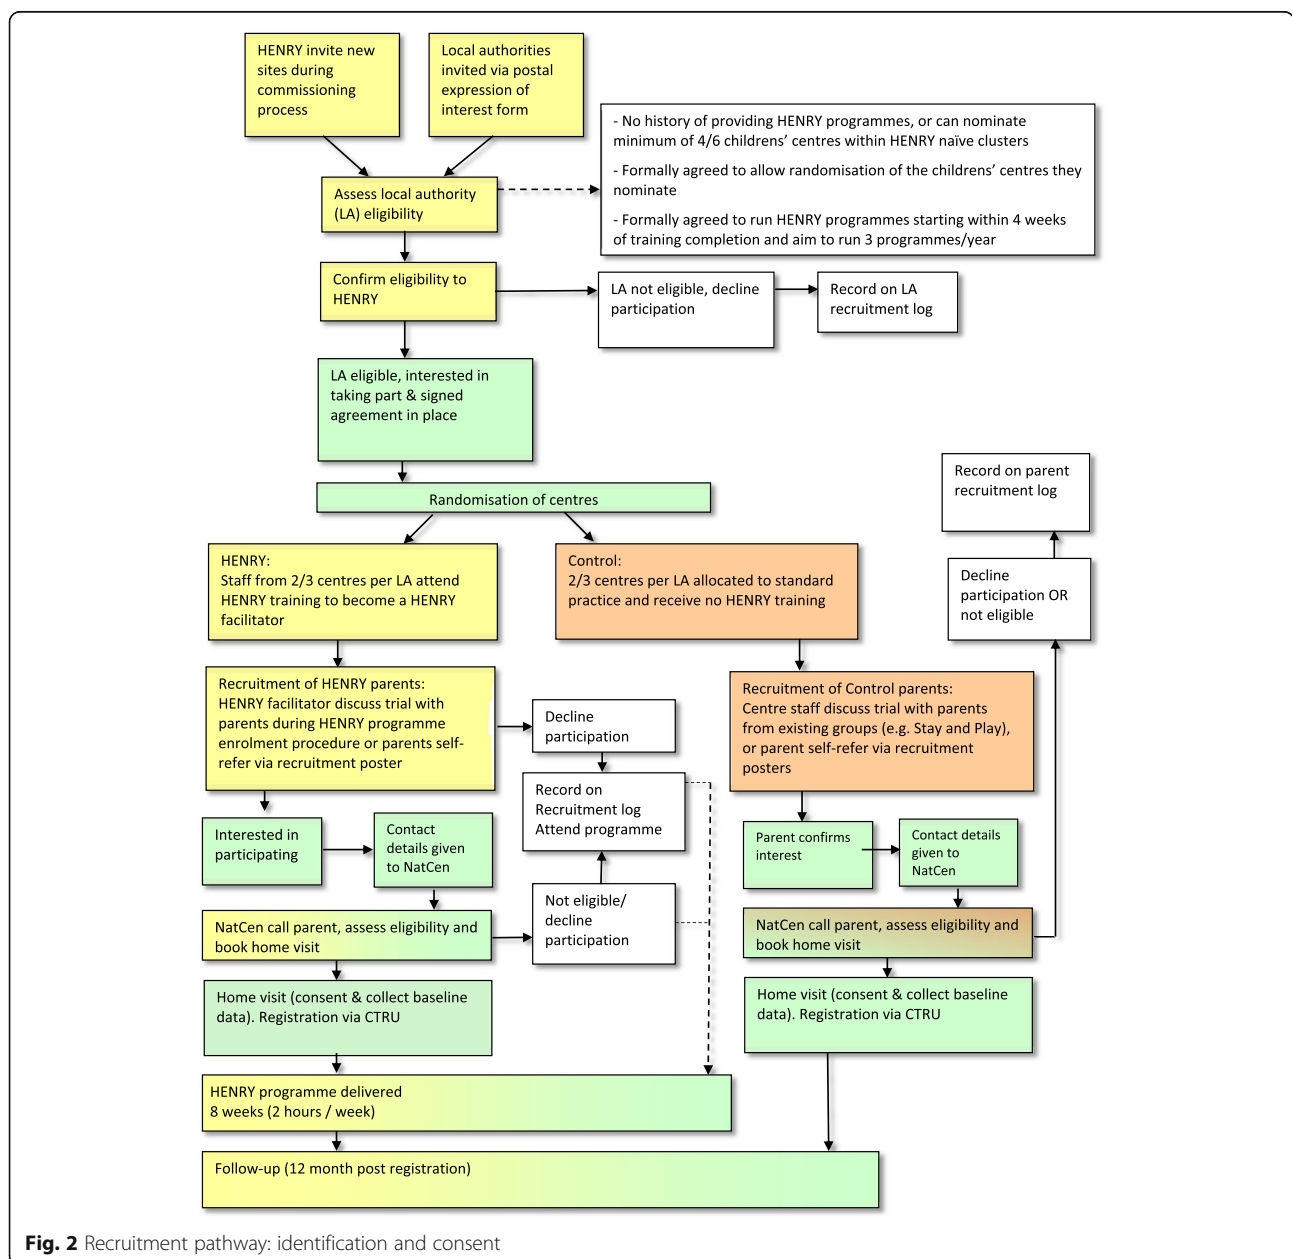 HENRY invite new
sites during
commissioning
process
Local authorities
invited via postal
expression of
interest form
- No history of providing HENRY programmes, or can nominate
minimum of 4/6 childrens’ centres within HENRY naïve clusters
- Formally agreed to allow randomisation of the childrens’ centres they
nominate
- Formally agreed to run HENRY programmes starting within 4 weeks
of training completion and aim to run 3 programmes/year
Assess local authority
(LA) eligibility
Confirm eligibility to
HENRY
LA not eligible, decline
participation
Record on LA
recruitment log
LA eligible, interested in
taking part & signed
agreement in place
Randomisation of centres
Record on parent
recruitment log
Decline
participation OR
not eligible
HENRY:
Staff from 2/3 centres per LA attend
HENRY training to become a HENRY
facilitator
Control:
2/3 centres per LA allocated to standard
practice and receive no HENRY training
Recruitment of HENRY parents:
HENRY facilitator discuss trial with
parents during HENRY programme
enrolment procedure or parents self-
refer via recruitment poster
Decline
participation
Record on
Recruitment log
Attend programme
Recruitment of Control parents:
Centre staff discuss trial with parents
from existing groups (e.g. Stay and Play),
or parent self-refer via recruitment
posters
Interested in
participating
Contact
details given
to NatCen
Not eligible/
decline
participation
Parent confirms
interest
Contact details
given to
NatCen
NatCen call parent, assess eligibility and
book home visit
NatCen call parent, assess eligibility and
book home visit
Home visit (consent & collect baseline
data). Registration via CTRU
Home visit (consent & collect baseline
data). Registration via CTRU
HENRY programme delivered
8 weeks (2 hours / week)
Follow-up (12 month post registration)
Fig. 2 Recruitment pathway: identification and consent